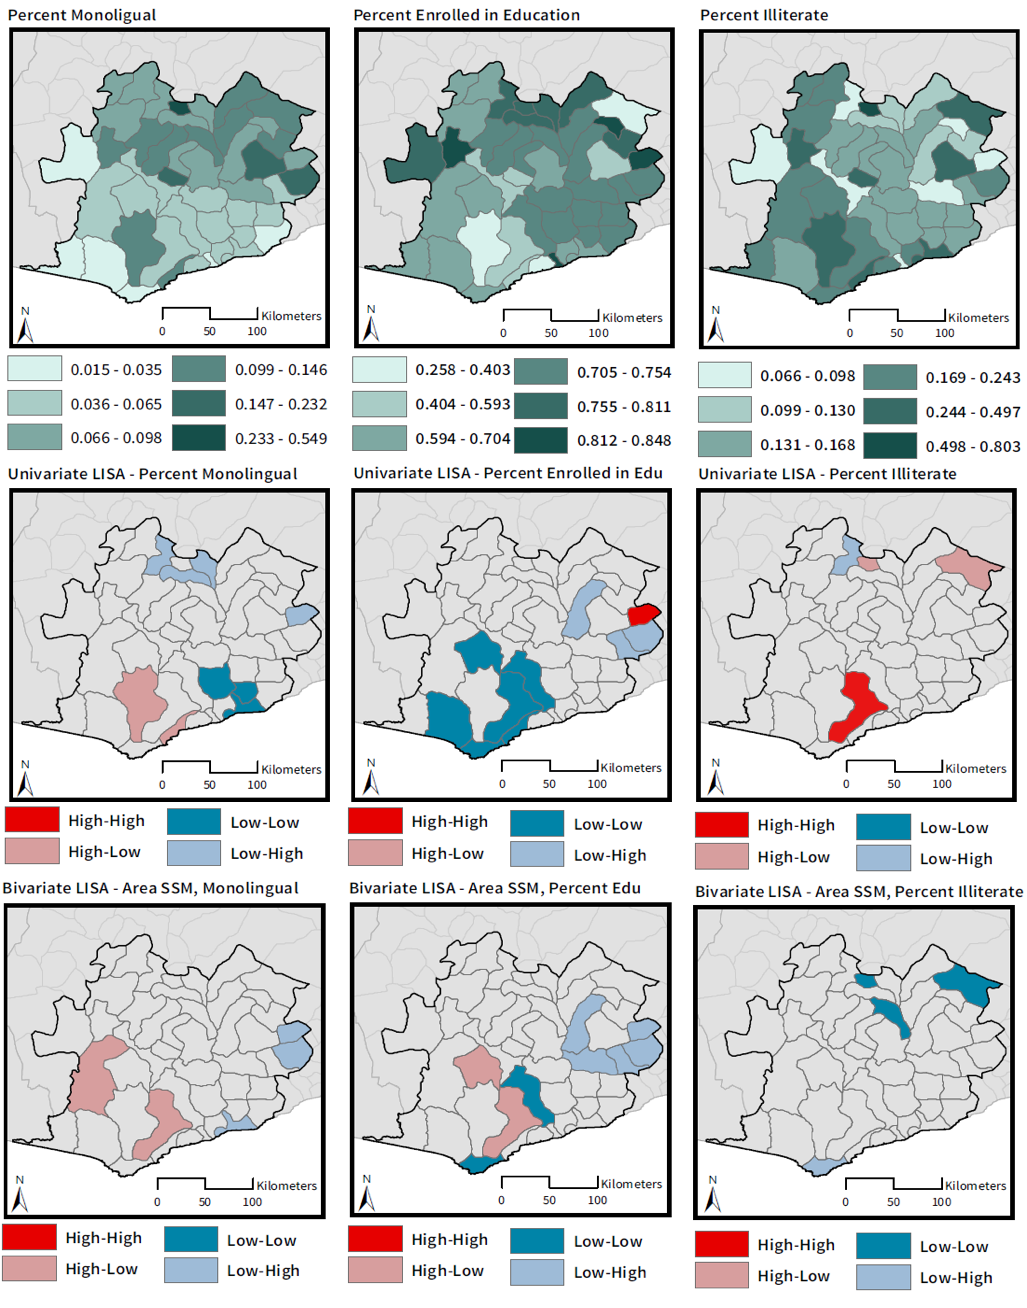 Percent Monoligual
Percent Enrolled in Education
Percent Illiterate
N
0 50 100 Kilometers
N
0 50 100 Kilometers
N
0 50 100 Kilometers
0.015 - 0.035 0.099 - 0.146
0.036 - 0.065 0.147 - 0.232
0.066 - 0.098 0.233 - 0.549
0.258 - 0.403 0.705 - 0.754
0.404 - 0.593 0.755 - 0.811
0.594 - 0.704 0.812 - 0.848
0.066 - 0.098 0.169 - 0.243
0.099 - 0.130 0.244 - 0.497
0.131 - 0.168 0.498 - 0.803
Univariate LISA - Percent Monolingual
Univariate LISA - Percent Enrolled in Edu
Univariate LISA - Percent Illiterate
N
0 50 100 Kilometers
N
0 50 100 Kilometers
N
0 50 100 Kilometers
High-High Low-Low
High-Low Low-High
High-High Low-Low
High-Low Low-High
High-High Low-Low
High-Low Low-High
Bivariate LISA - Area SSM, Monolingual
Bivariate LISA - Area SSM, Percent Edu
Bivariate LISA - Area SSM, Percent Illiterate
N
0 50 100 Kilometers
N
0 50 100 Kilometers
N
0 50 100 Kilometers
High-High Low-Low
High-Low Low-High
High-High Low-Low
High-Low Low-High
High-High Low-Low
High-Low Low-High